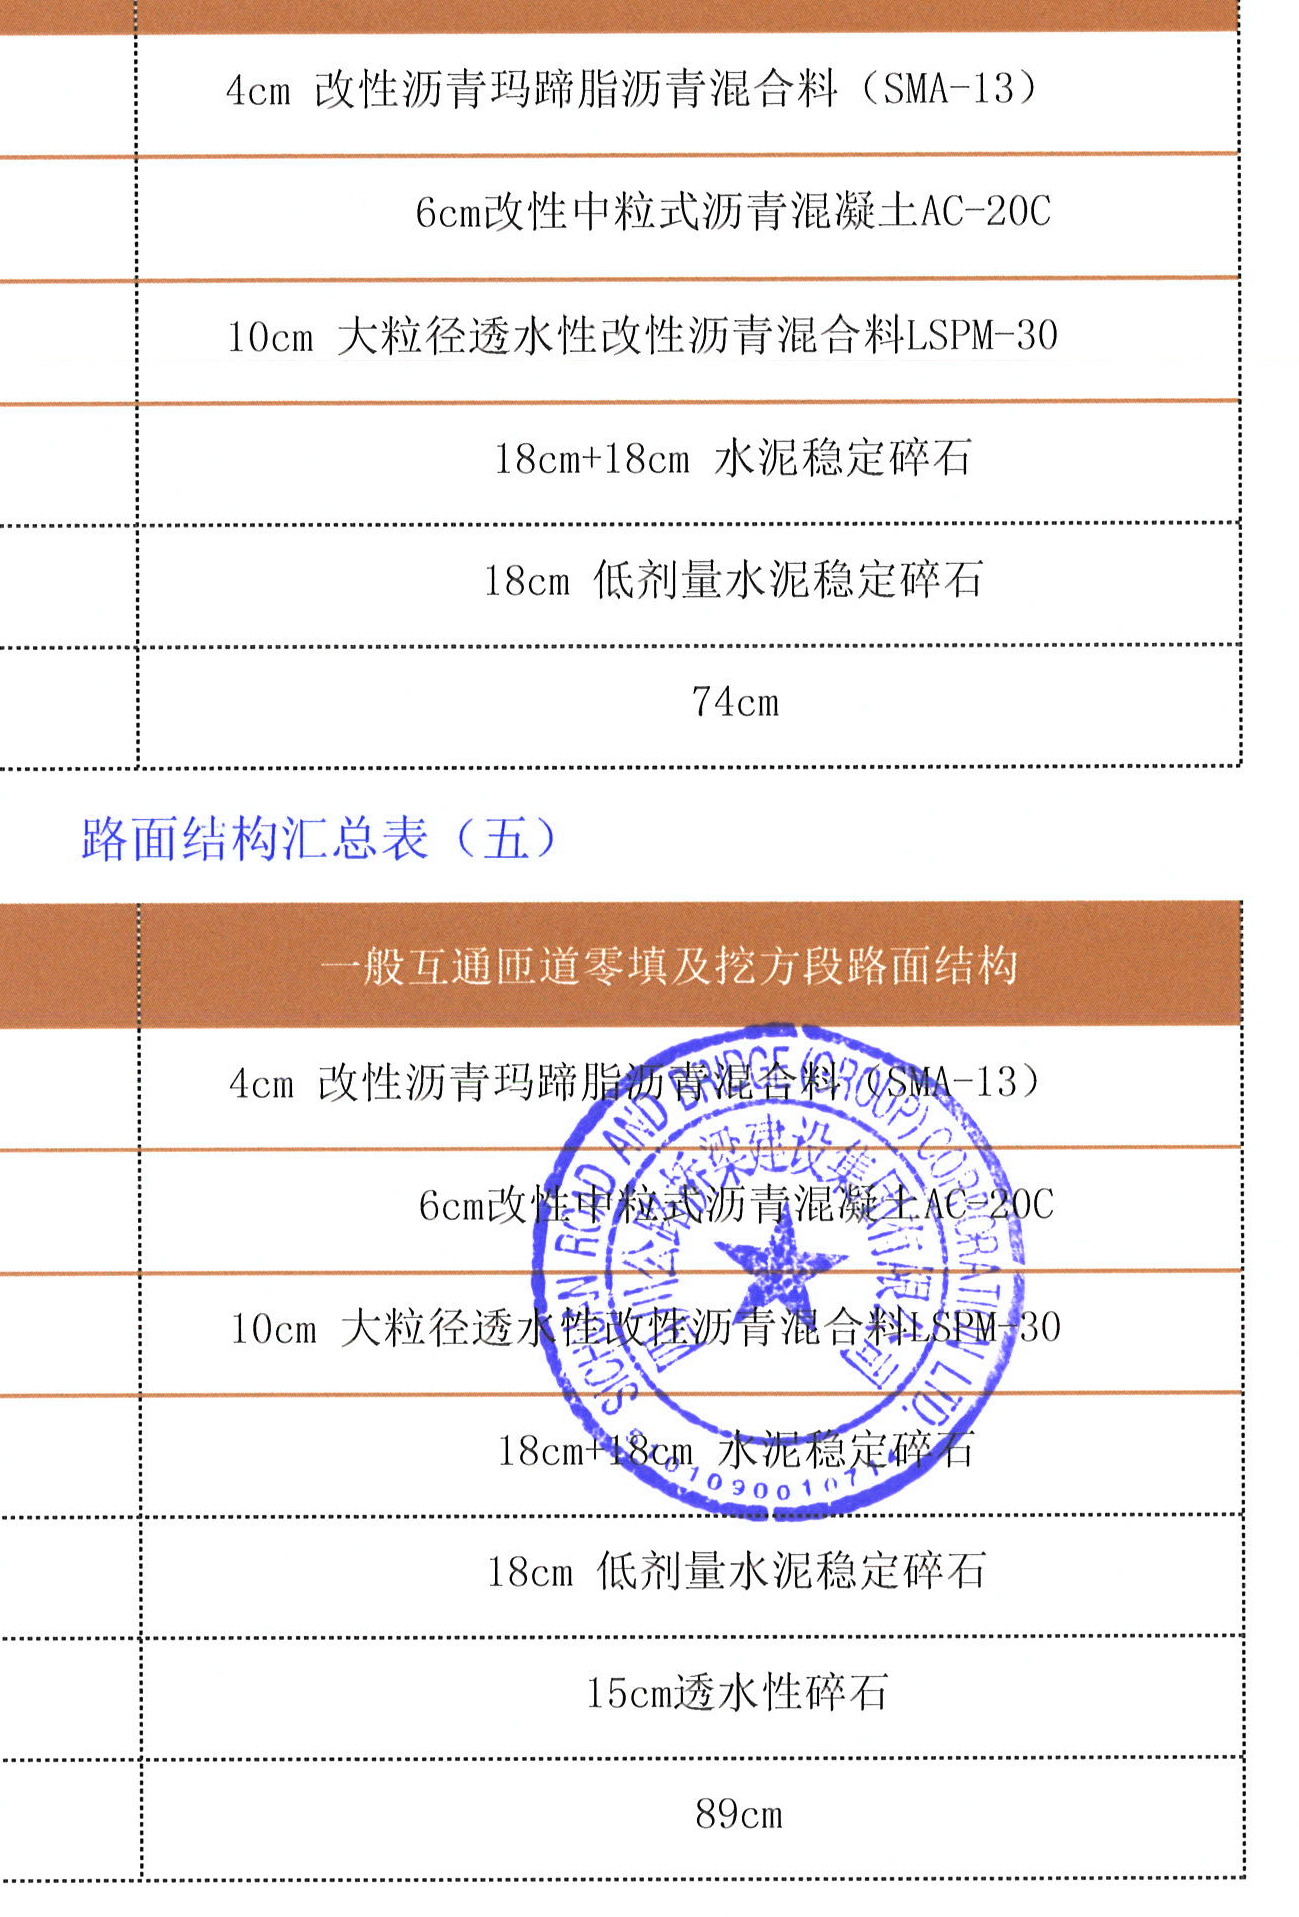 4cm 改性沥青玛蹄脂沥青混合料（SMA-13）
6cm改性中粒式沥青混凝土AC-20C
10cm 大粒径透水性改性沥青混合料LSPM-30
18cm+18cm 水泥稳定碎石
18cm 低剂量水泥稳定碎石
74cm
路面结构汇总表（五）
一般互通匝道零填及挖方段路面结构
4cm 改性沥青玛蹄脂沥青混合料（SMA-13）
6cm改性中粒式沥青混凝土AC-20C
10cm 大粒径透水性改性沥青混合料LSPM-30
18cm+18cm 水泥稳定碎石
18cm 低剂量水泥稳定碎石
15cm透水性碎石
89cm
SICHUAN ROAD AND BRIDGE (GROUP) CORPORATION LTD.
四川公路桥梁建设集团有限公司